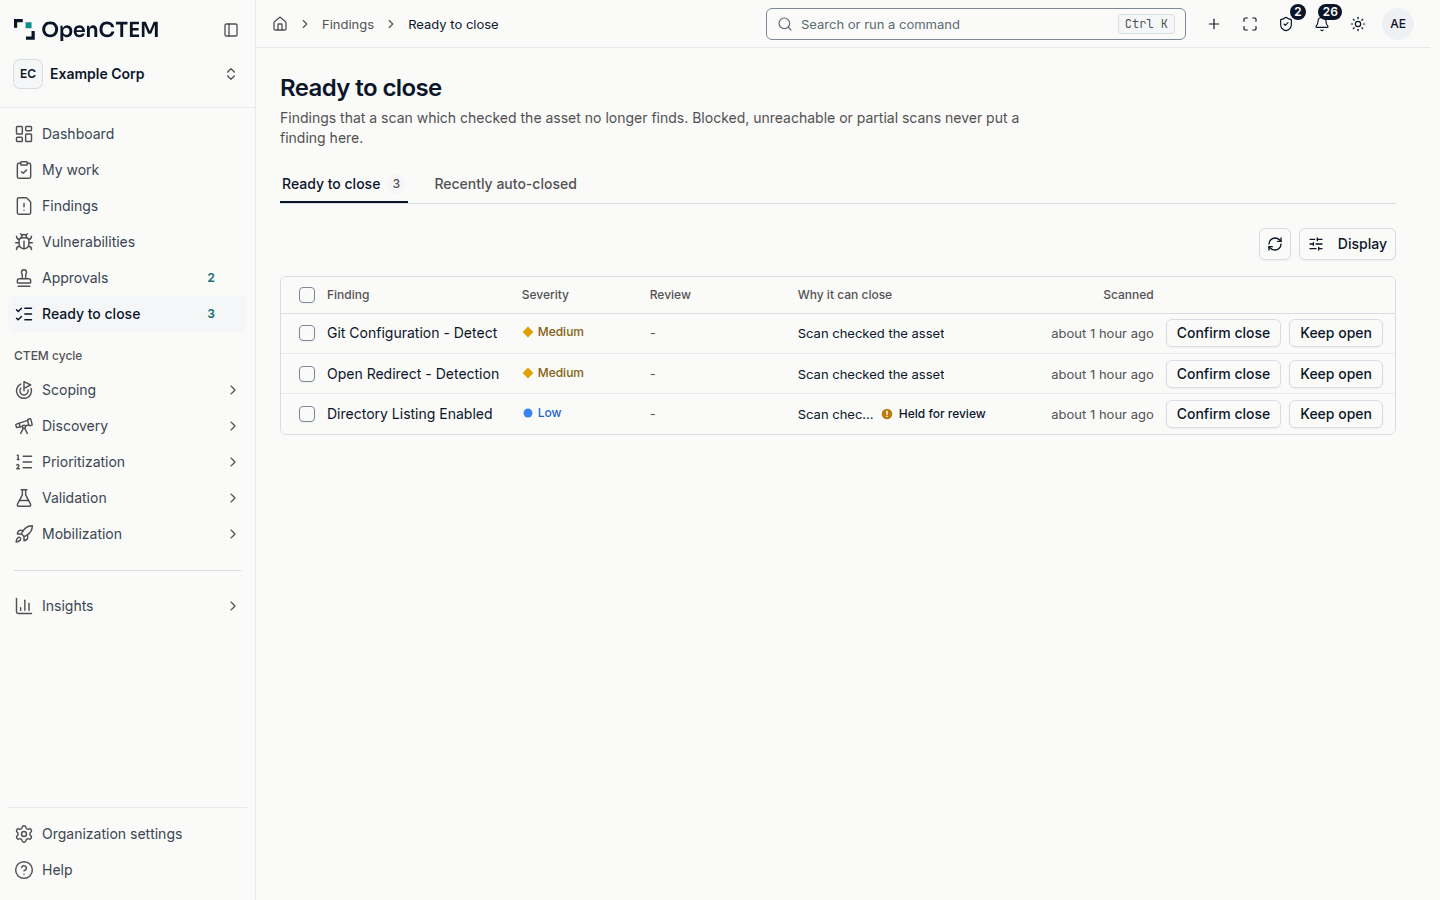 OpenCTEM
EC Example Corp
Dashboard
My work
Findings
Vulnerabilities
Approvals 2
Ready to close 3
CTEM cycle
Scoping
Discovery
Prioritization
Validation
Mobilization
Insights
Organization settings
Help
Findings Ready to close
Search or run a command Ctrl K
2 26 AE
Ready to close
Findings that a scan which checked the asset no longer finds. Blocked, unreachable or partial scans never put a
finding here.
Ready to close 3 Recently auto-closed
Display
Finding Severity Review Why it can close Scanned
Git Configuration - Detect Medium - Scan checked the asset about 1 hour ago Confirm close Keep open
Open Redirect - Detection Medium - Scan checked the asset about 1 hour ago Confirm close Keep open
Directory Listing Enabled Low - Scan chec... Held for review about 1 hour ago Confirm close Keep open